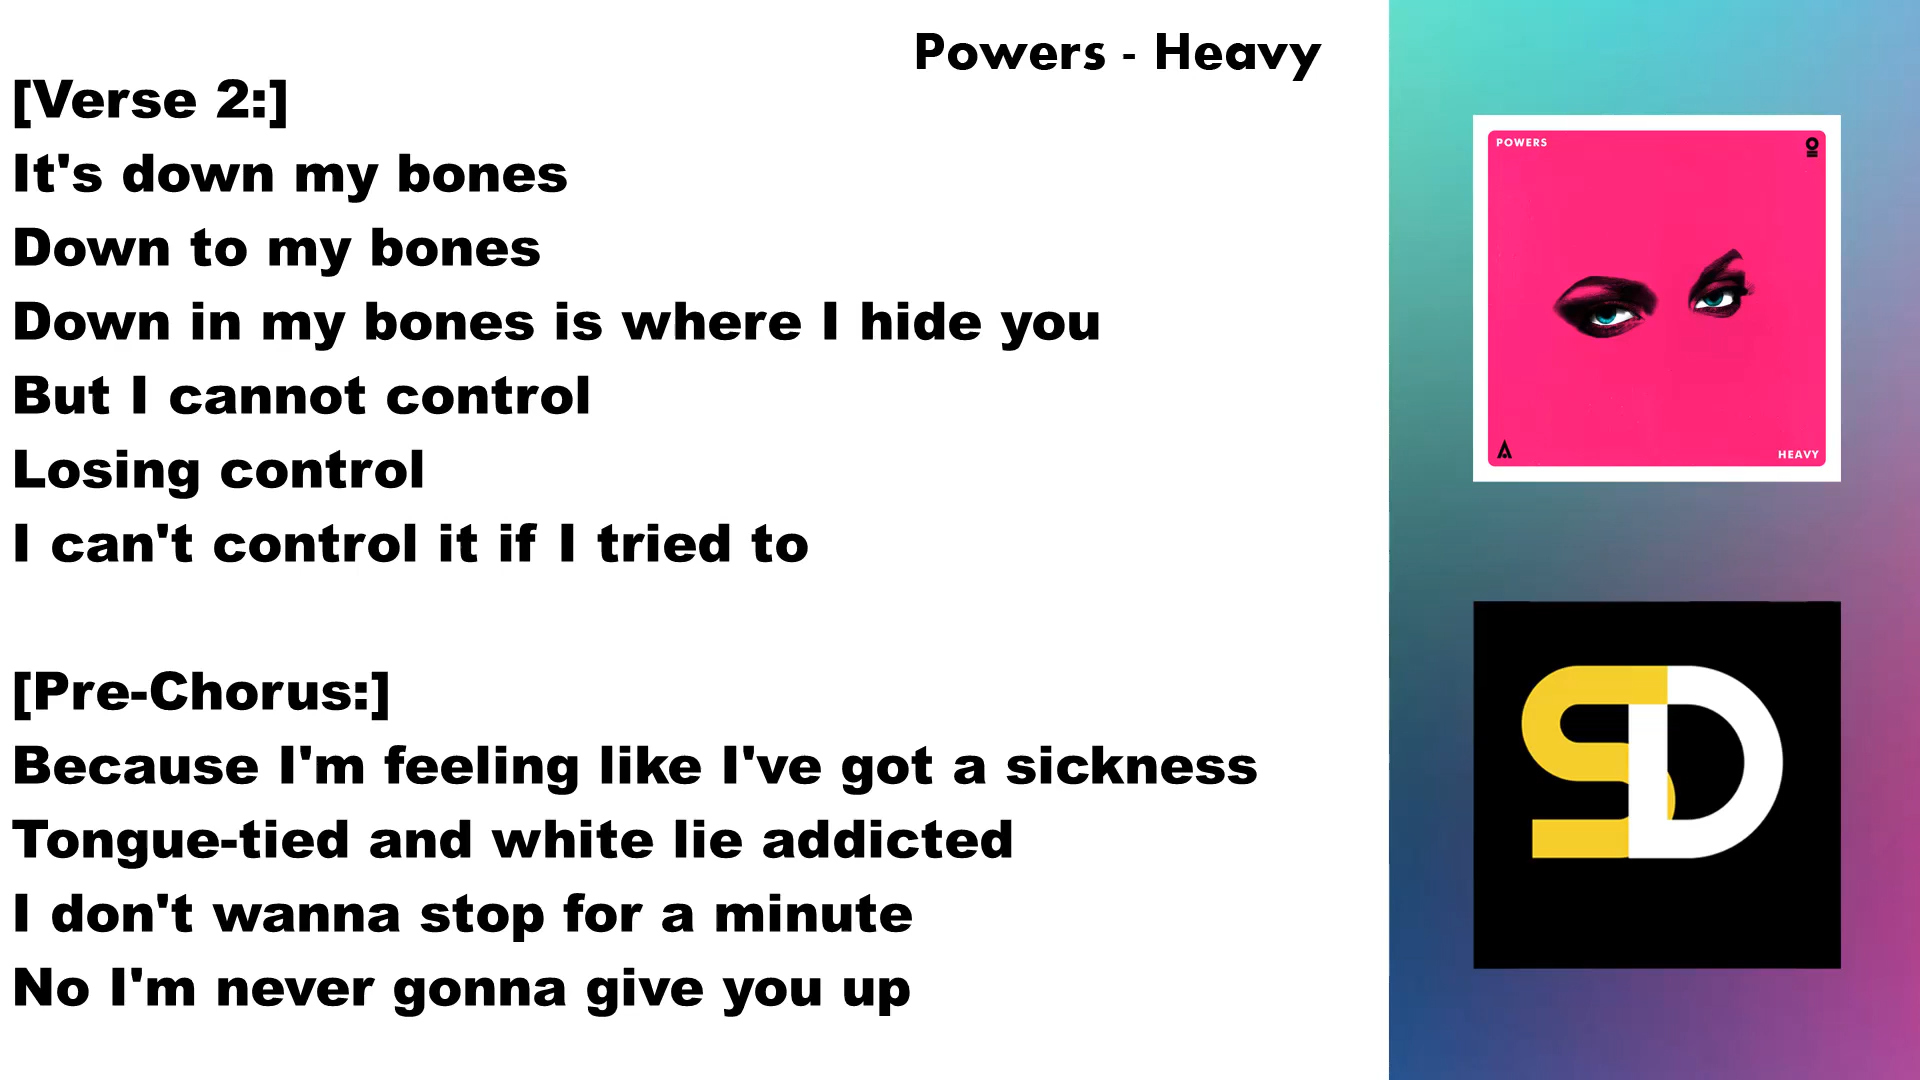 Powers - Heavy
[Verse 2:]
It's down my bones
Down to my bones
Down in my bones is where I hide you
But I cannot control
Losing control
I can't control it if I tried to
[Pre-Chorus:]
Because I'm feeling like I've got a sickness
Tongue-tied and white lie addicted
I don't wanna stop for a minute
No I'm never gonna give you up
POWERS
HEAVY
SD